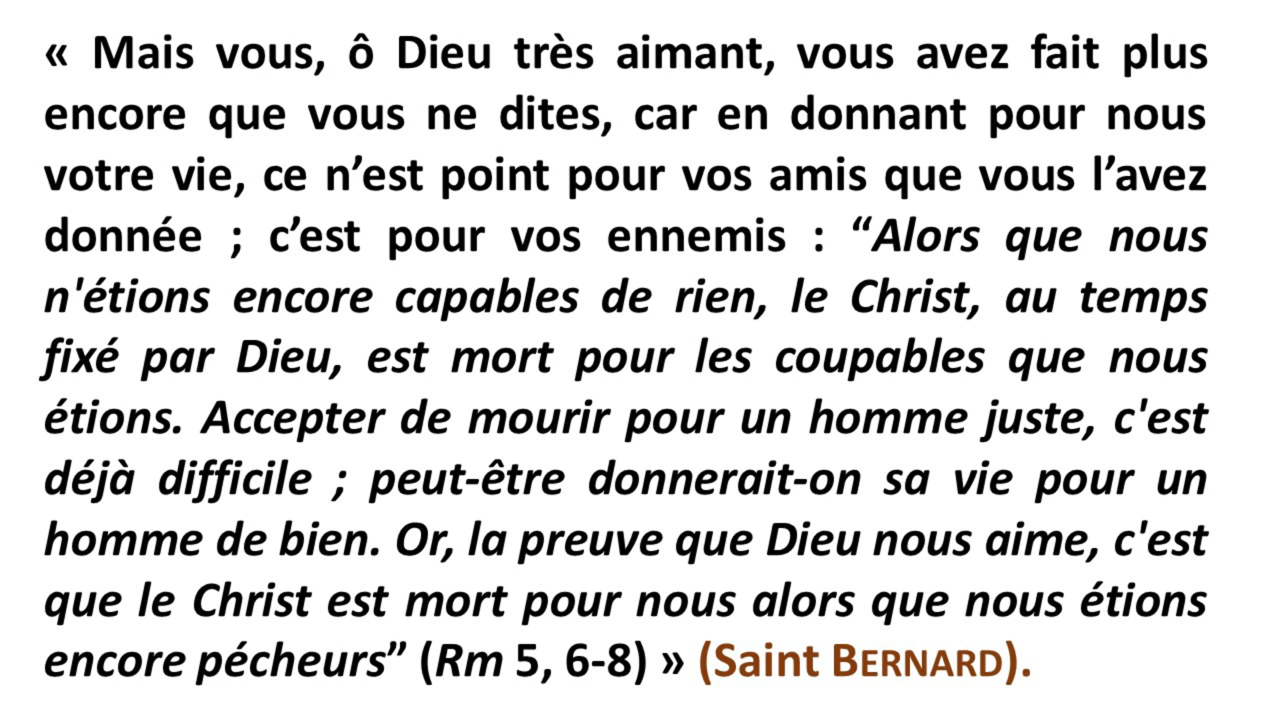 « Mais vous, ô Dieu très aimant, vous avez fait plus
encore que vous ne dites, car en donnant pour nous
votre vie, ce n’est point pour vos amis que vous l’avez
donnée ; c’est pour vos ennemis : “Alors que nous
n'étions encore capables de rien, le Christ, au temps
fixé par Dieu, est mort pour les coupables que nous
étions. Accepter de mourir pour un homme juste, c'est
déjà difficile ; peut-être donnerait-on sa vie pour un
homme de bien. Or, la preuve que Dieu nous aime, c'est
que le Christ est mort pour nous alors que nous étions
encore pécheurs” (Rm 5, 6-8) » (Saint BERNARD).